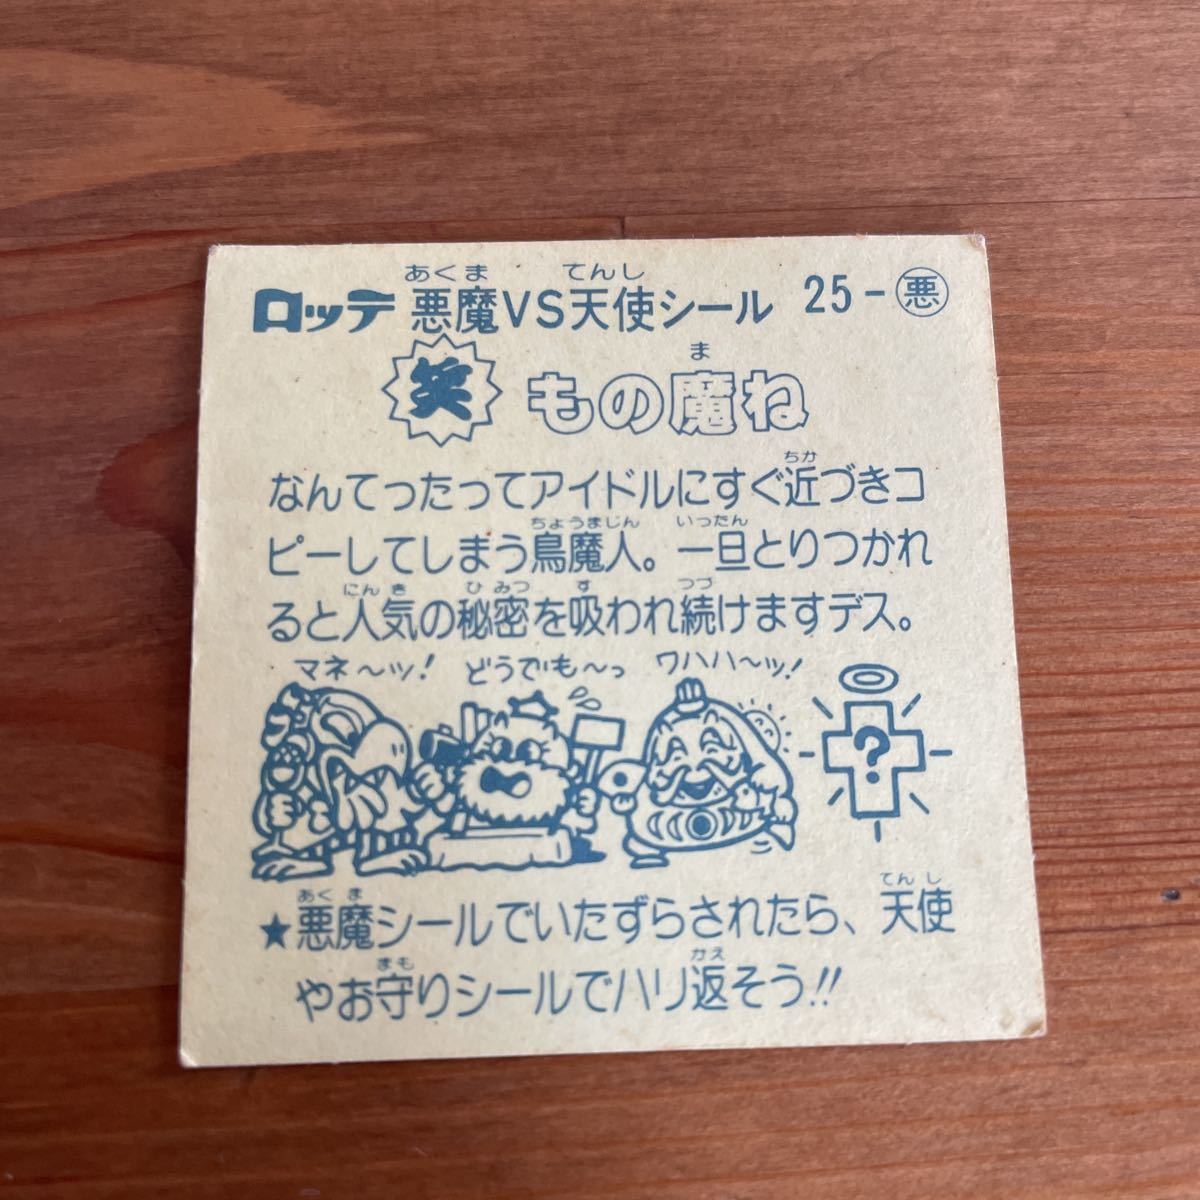 あくま てんし
ロッテ 悪魔VS天使シール 25-悪
ま
笑 もの魔ね
ちか
なんてったってアイドルにすぐ近づきコ
ちょうまじん いったん
ピーしてしまう鳥魔人。一旦とりつかれ
にんき ひみつ す つづ
ると人気の秘密を吸われ続けますデス。
マネ〜ッ! どうでも〜っ ワハハ〜ッ!
?
あくま てんし
★悪魔シールでいたずらされたら、天使
まも かえ
やお守りシールでハリ返そう!!